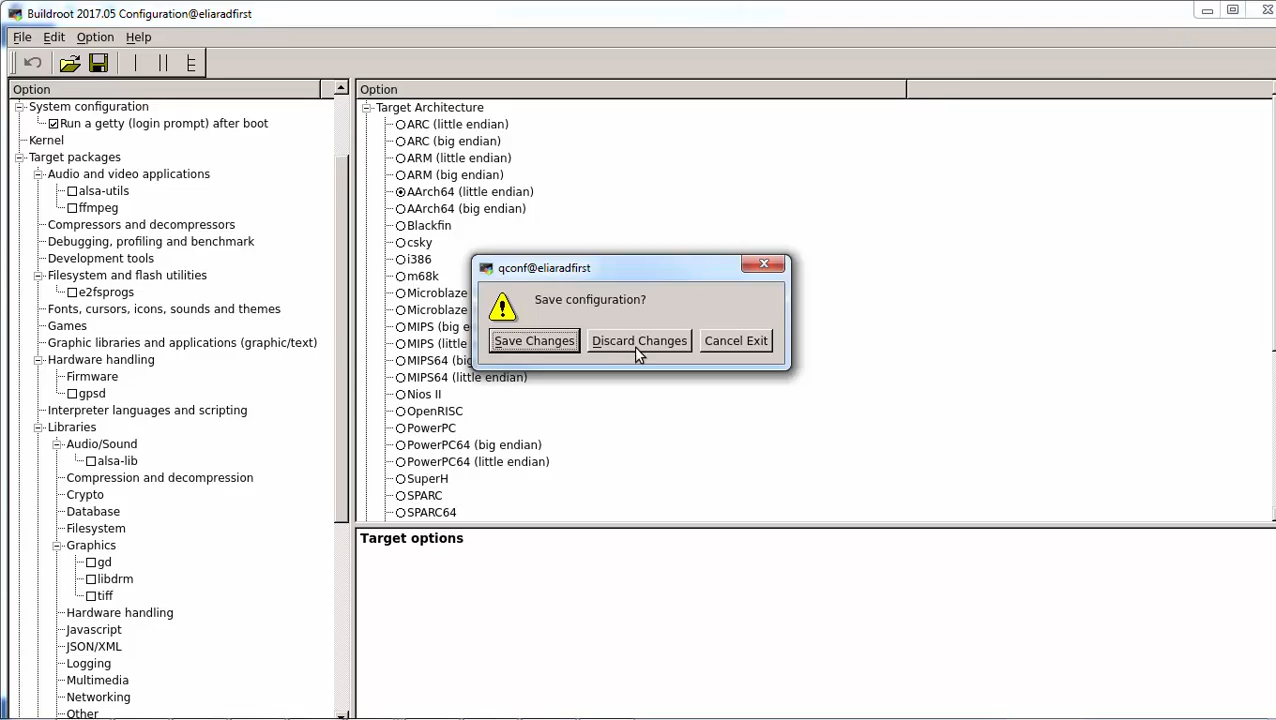 Buildroot 2017.05 Configuration@eliaradfirst
File Edit Option Help
Option
System configuration
Run a getty (login prompt) after boot
Kernel
Target packages
Audio and video applications
alsa-utils
ffmpeg
Compressors and decompressors
Debugging, profiling and benchmark
Development tools
Filesystem and flash utilities
e2fsprogs
Fonts, cursors, icons, sounds and themes
Games
Graphic libraries and applications (graphic/text)
Hardware handling
Firmware
gpsd
Interpreter languages and scripting
Libraries
Audio/Sound
alsa-lib
Compression and decompression
Crypto
Database
Filesystem
Graphics
gd
libdrm
tiff
Hardware handling
Javascript
JSON/XML
Logging
Multimedia
Networking
Other
Option
Target Architecture
ARC (little endian)
ARC (big endian)
ARM (little endian)
ARM (big endian)
AArch64 (little endian)
AArch64 (big endian)
Blackfin
csky
i386
m68k
Microblaze
Microblaze
MIPS (big e
MIPS (little
MIPS64 (big
MIPS64 (little endian)
Nios II
OpenRISC
PowerPC
PowerPC64 (big endian)
PowerPC64 (little endian)
SuperH
SPARC
SPARC64
qconf@eliaradfirst
Save configuration?
Save Changes Discard Changes Cancel Exit
Target options